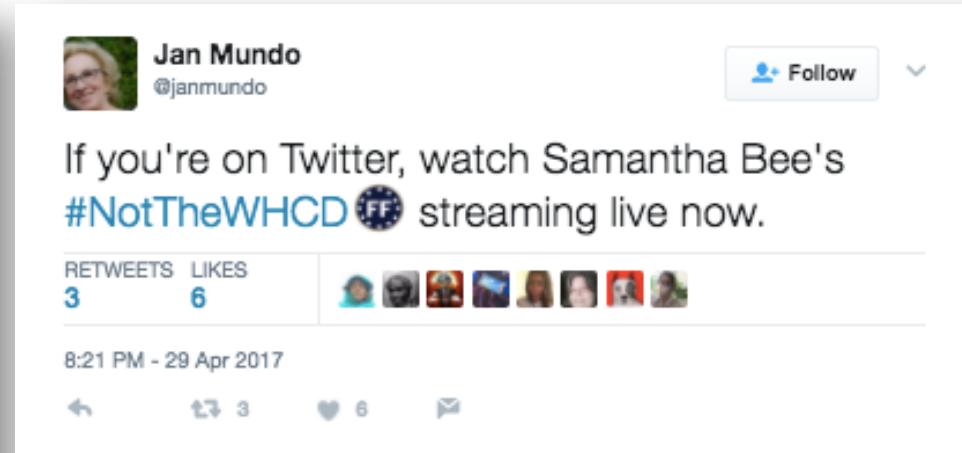 Jan Mundo
@janmundo
Follow
If you're on Twitter, watch Samantha Bee's
#NotTheWHCD FF streaming live now.
RETWEETS LIKES
3 6
8:21 PM - 29 Apr 2017
3 6